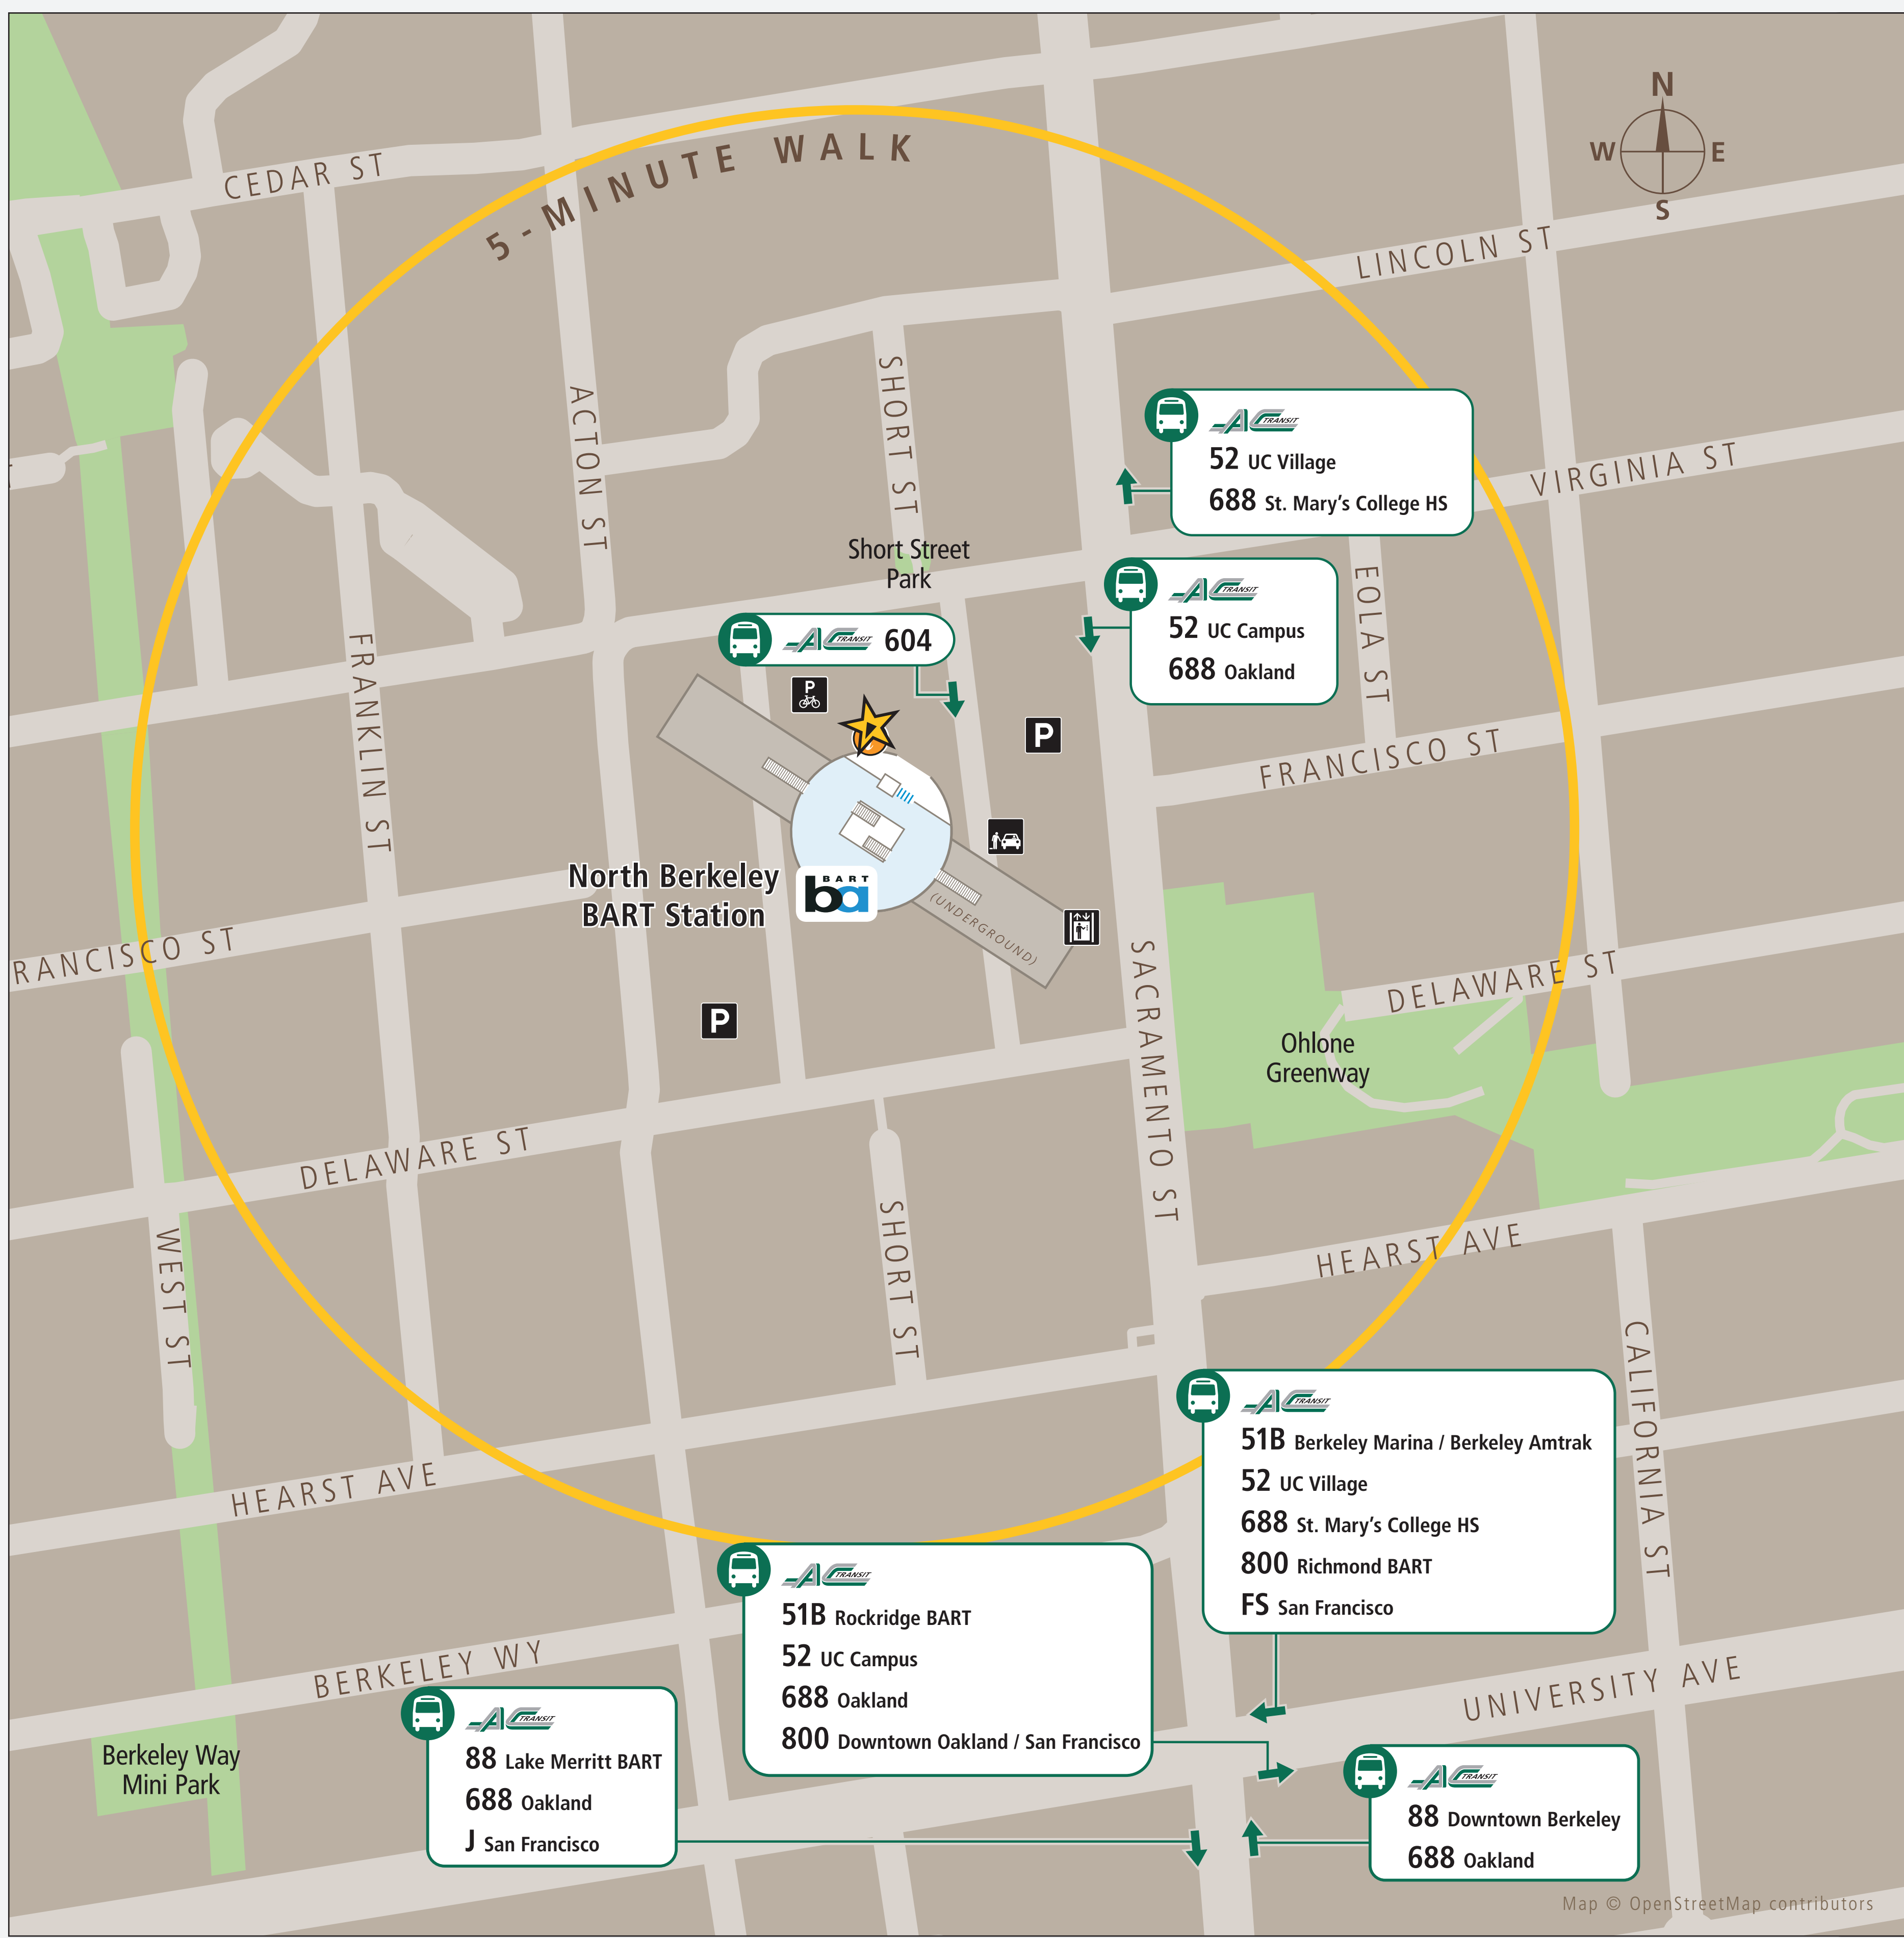 N
W E
S
CEDAR ST
5-MINUTE WALK
LINCOLN ST
ACTON ST
SHORT ST
AC TRANSIT
52 UC Village
688 St. Mary's College HS
VIRGINIA ST
Short Street
Park
AC TRANSIT
52 UC Campus
688 Oakland
EOLA ST
AC TRANSIT 604
P
P
FRANKLIN ST
FRANCISCO ST
North Berkeley
BART Station
BART
ba
(UNDERGROUND)
RANCISCO ST
SACRAMENTO ST
DELAWARE ST
P
Ohlone
Greenway
DELAWARE ST
WEST ST
SHORT ST
HEARST AVE
CALIFORNIA ST
HEARST AVE
AC TRANSIT
51B Berkeley Marina / Berkeley Amtrak
52 UC Village
688 St. Mary's College HS
800 Richmond BART
FS San Francisco
AC TRANSIT
51B Rockridge BART
52 UC Campus
688 Oakland
800 Downtown Oakland / San Francisco
BERKELEY WY
UNIVERSITY AVE
Berkeley Way
Mini Park
AC TRANSIT
88 Lake Merritt BART
688 Oakland
J San Francisco
AC TRANSIT
88 Downtown Berkeley
688 Oakland
Map © OpenStreetMap contributors